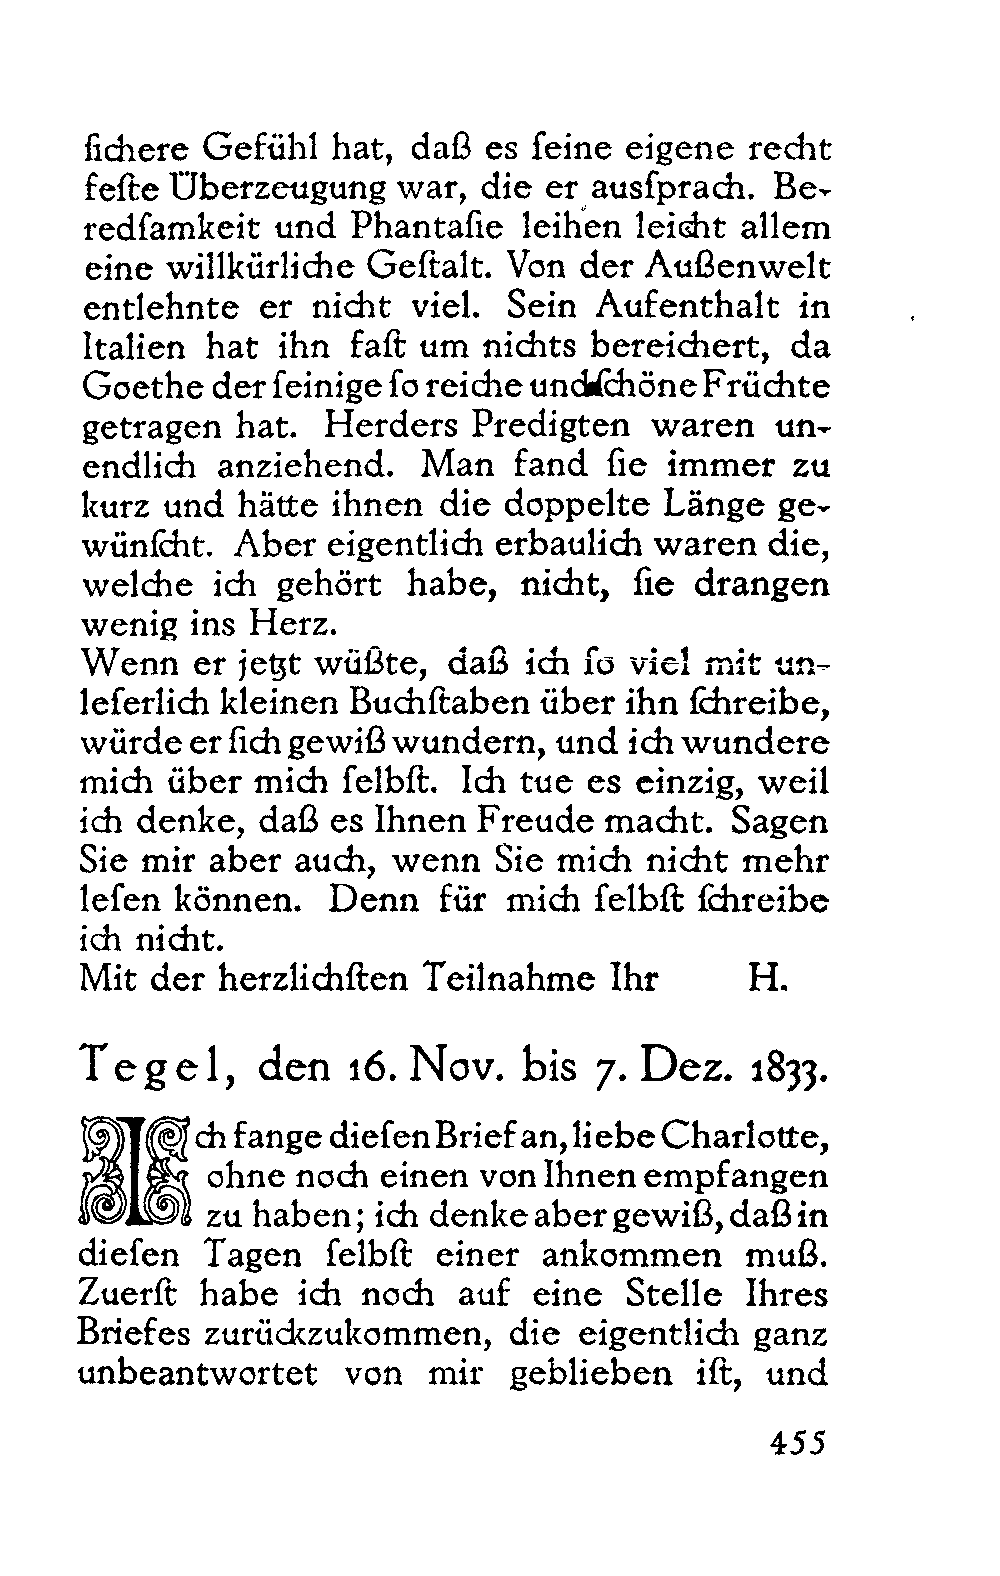 ſichere Gefühl hat, daß es ſeine eigene recht
feſte Überzeugung war, die er ausſprach. Be-
redſamkeit und Phantaſie leihen leicht allem
eine willkürliche Geſtalt. Von der Außenwelt
entlehnte er nicht viel. Sein Aufenthalt in
Italien hat ihn faſt um nichts bereichert, da
Goethe der ſeinige ſo reiche und ſchöne Früchte
getragen hat. Herders Predigten waren un-
endlich anziehend. Man fand ſie immer zu
kurz und hätte ihnen die doppelte Länge ge-
wünſcht. Aber eigentlich erbaulich waren die,
welche ich gehört habe, nicht, ſie drangen
wenig ins Herz.
Wenn er jetzt wüßte, daß ich ſo viel mit un-
leſerlich kleinen Buchſtaben über ihn ſchreibe,
würde er ſich gewiß wundern, und ich wundere
mich über mich ſelbſt. Ich tue es einzig, weil
ich denke, daß es Ihnen Freude macht. Sagen
Sie mir aber auch, wenn Sie mich nicht mehr
leſen können. Denn für mich ſelbſt ſchreibe
ich nicht.
Mit der herzlichſten Teilnahme Ihr H.
Tegel, den 16. Nov. bis 7. Dez. 1833.
Ich fange dieſen Brief an, liebe Charlotte,
ohne noch einen von Ihnen empfangen
zu haben; ich denke aber gewiß, daß in
dieſen Tagen ſelbſt einer ankommen muß.
Zuerſt habe ich noch auf eine Stelle Ihres
Briefes zurückzukommen, die eigentlich ganz
unbeantwortet von mir geblieben iſt, und
455